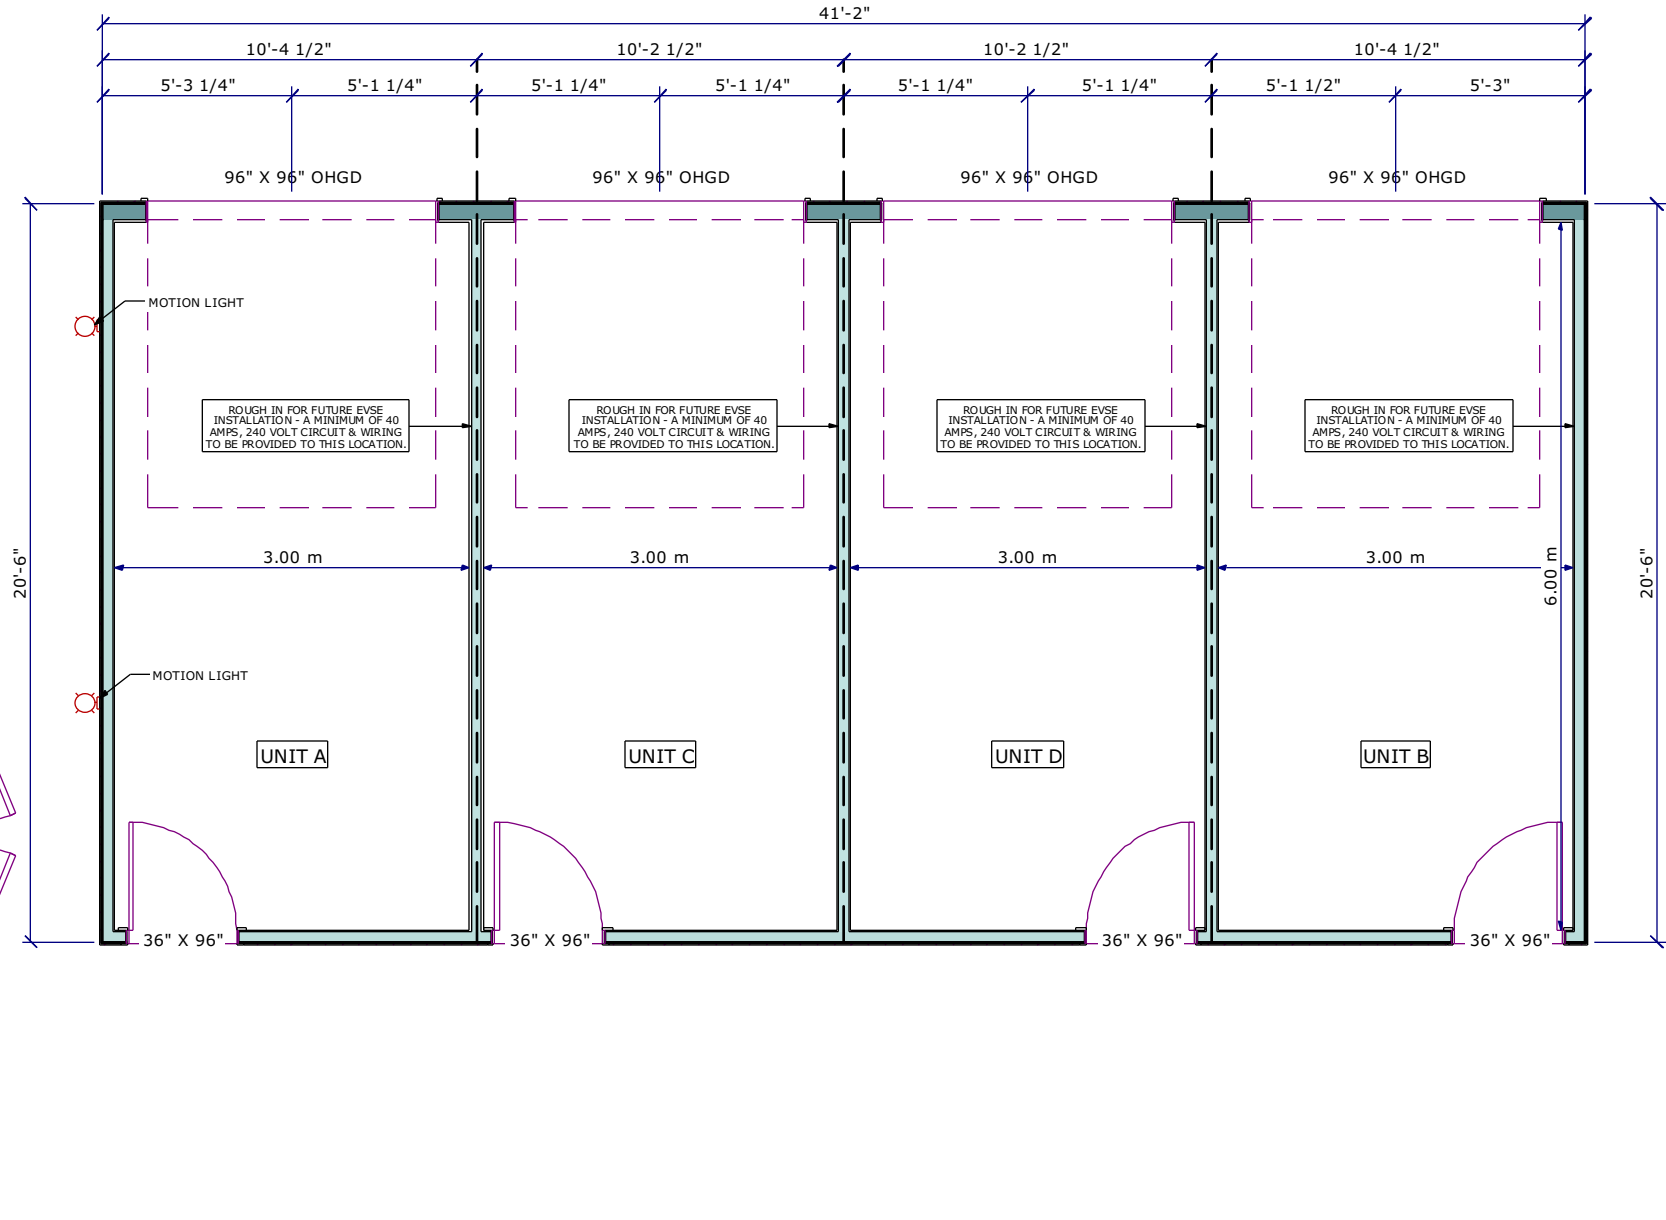 41'-2"
10'-4 1/2" 10'-2 1/2" 10'-2 1/2" 10'-4 1/2"
5'-3 1/4" 5'-1 1/4" 5'-1 1/4" 5'-1 1/4" 5'-1 1/4" 5'-1 1/4" 5'-1 1/2" 5'-3"
96" X 96" OHGD 96" X 96" OHGD 96" X 96" OHGD 96" X 96" OHGD
MOTION LIGHT
ROUGH IN FOR FUTURE EVSE
INSTALLATION - A MINIMUM OF 40
AMPS, 240 VOLT CIRCUIT & WIRING
TO BE PROVIDED TO THIS LOCATION.
ROUGH IN FOR FUTURE EVSE
INSTALLATION - A MINIMUM OF 40
AMPS, 240 VOLT CIRCUIT & WIRING
TO BE PROVIDED TO THIS LOCATION.
ROUGH IN FOR FUTURE EVSE
INSTALLATION - A MINIMUM OF 40
AMPS, 240 VOLT CIRCUIT & WIRING
TO BE PROVIDED TO THIS LOCATION.
ROUGH IN FOR FUTURE EVSE
INSTALLATION - A MINIMUM OF 40
AMPS, 240 VOLT CIRCUIT & WIRING
TO BE PROVIDED TO THIS LOCATION.
3.00 m 3.00 m 3.00 m 3.00 m
20'-6"
6.00 m
20'-6"
MOTION LIGHT
UNIT A UNIT C UNIT D UNIT B
36" X 96" 36" X 96" 36" X 96" 36" X 96"